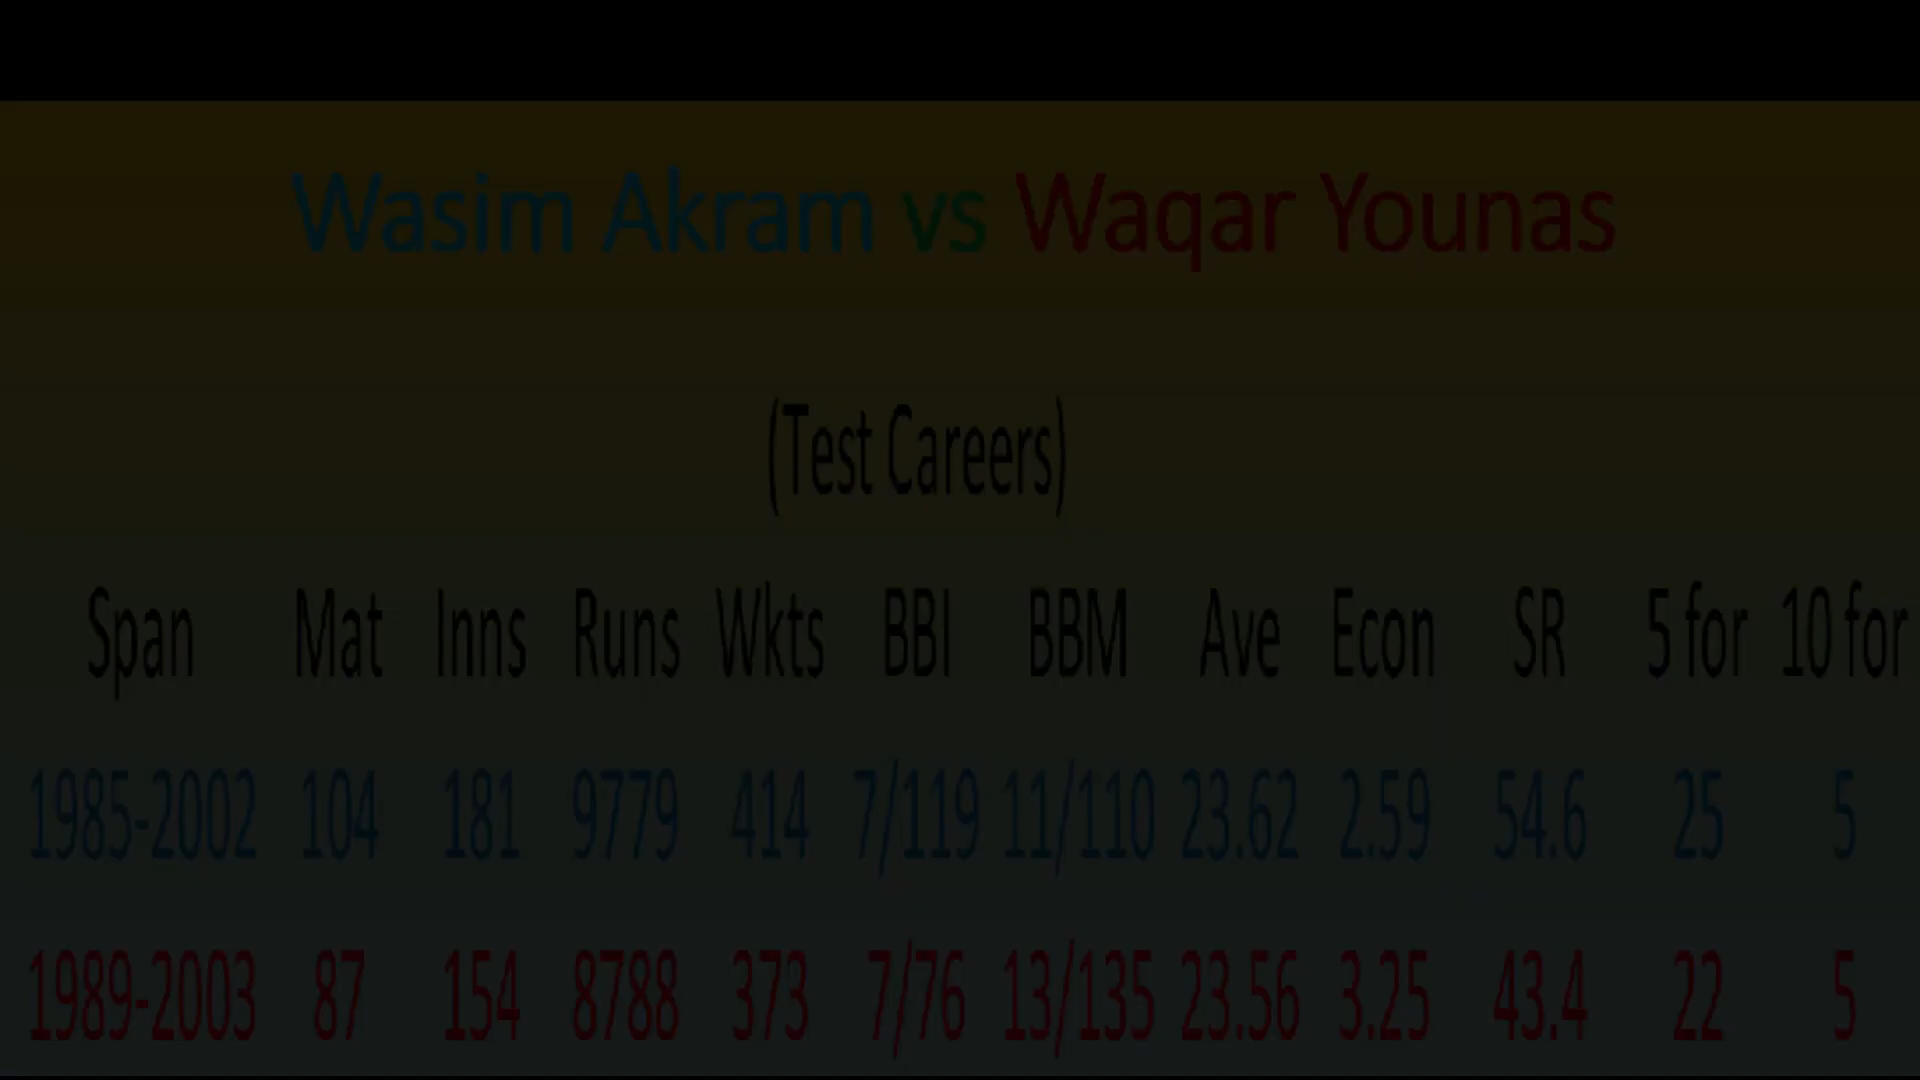 Wasim Akram vs Waqar Younas
(Test Careers)
Span Mat Inns Runs Wkts BBI BBM Ave Econ SR 5 for 10 for
1985-2002 104 181 9779 414 7/119 11/110 23.62 2.59 54.6 25 5
1989-2003 87 154 8788 373 7/76 13/135 23.56 3.25 43.4 22 5